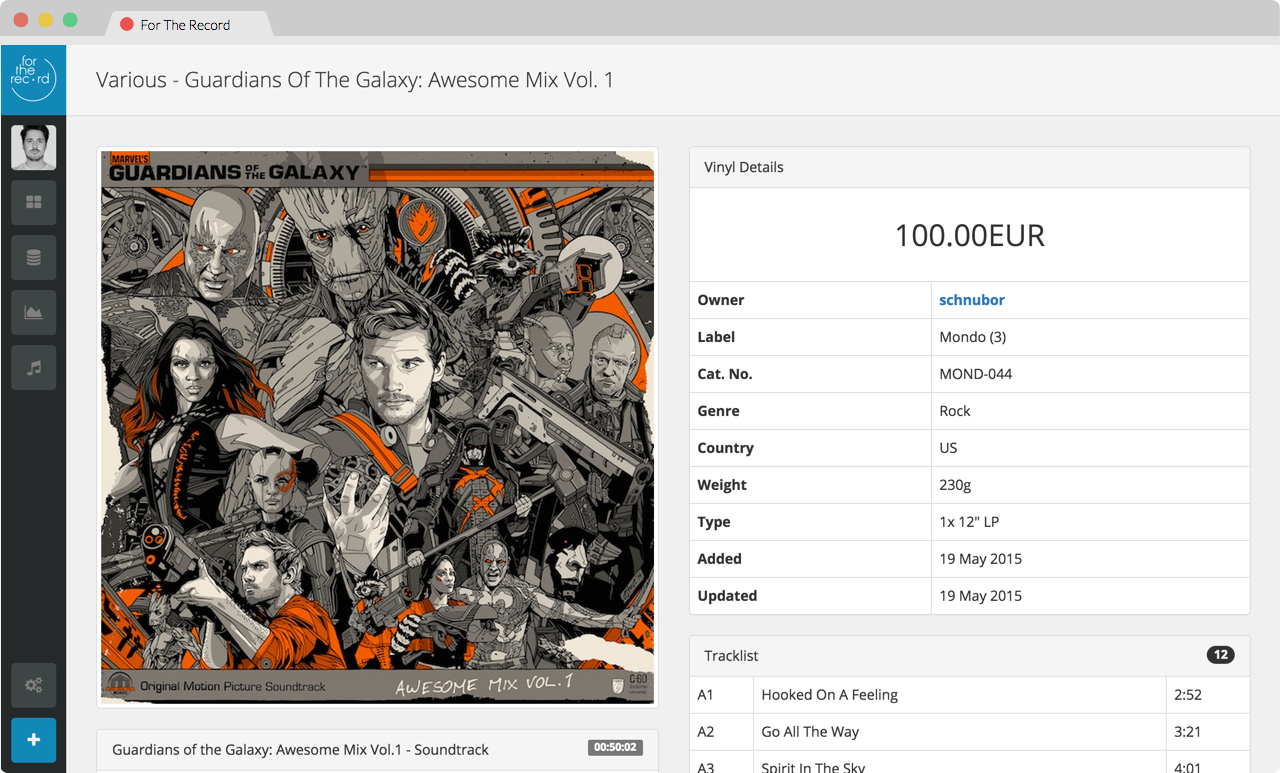 For The Record
for
the
rec•rd
Various - Guardians Of The Galaxy: Awesome Mix Vol. 1
MARVEL'S
GUARDIANS OF THE GALAXY
Original Motion Picture Soundtrack
AWESOME MIX VOL.1
C-60
Guardians of the Galaxy: Awesome Mix Vol.1 - Soundtrack 00:50:02
Vinyl Details
100.00EUR
Owner schnubor
Label Mondo (3)
Cat. No. MOND-044
Genre Rock
Country US
Weight 230g
Type 1x 12" LP
Added 19 May 2015
Updated 19 May 2015
Tracklist 12
A1 Hooked On A Feeling 2:52
A2 Go All The Way 3:21
A3 Spirit In The Sky 4:01